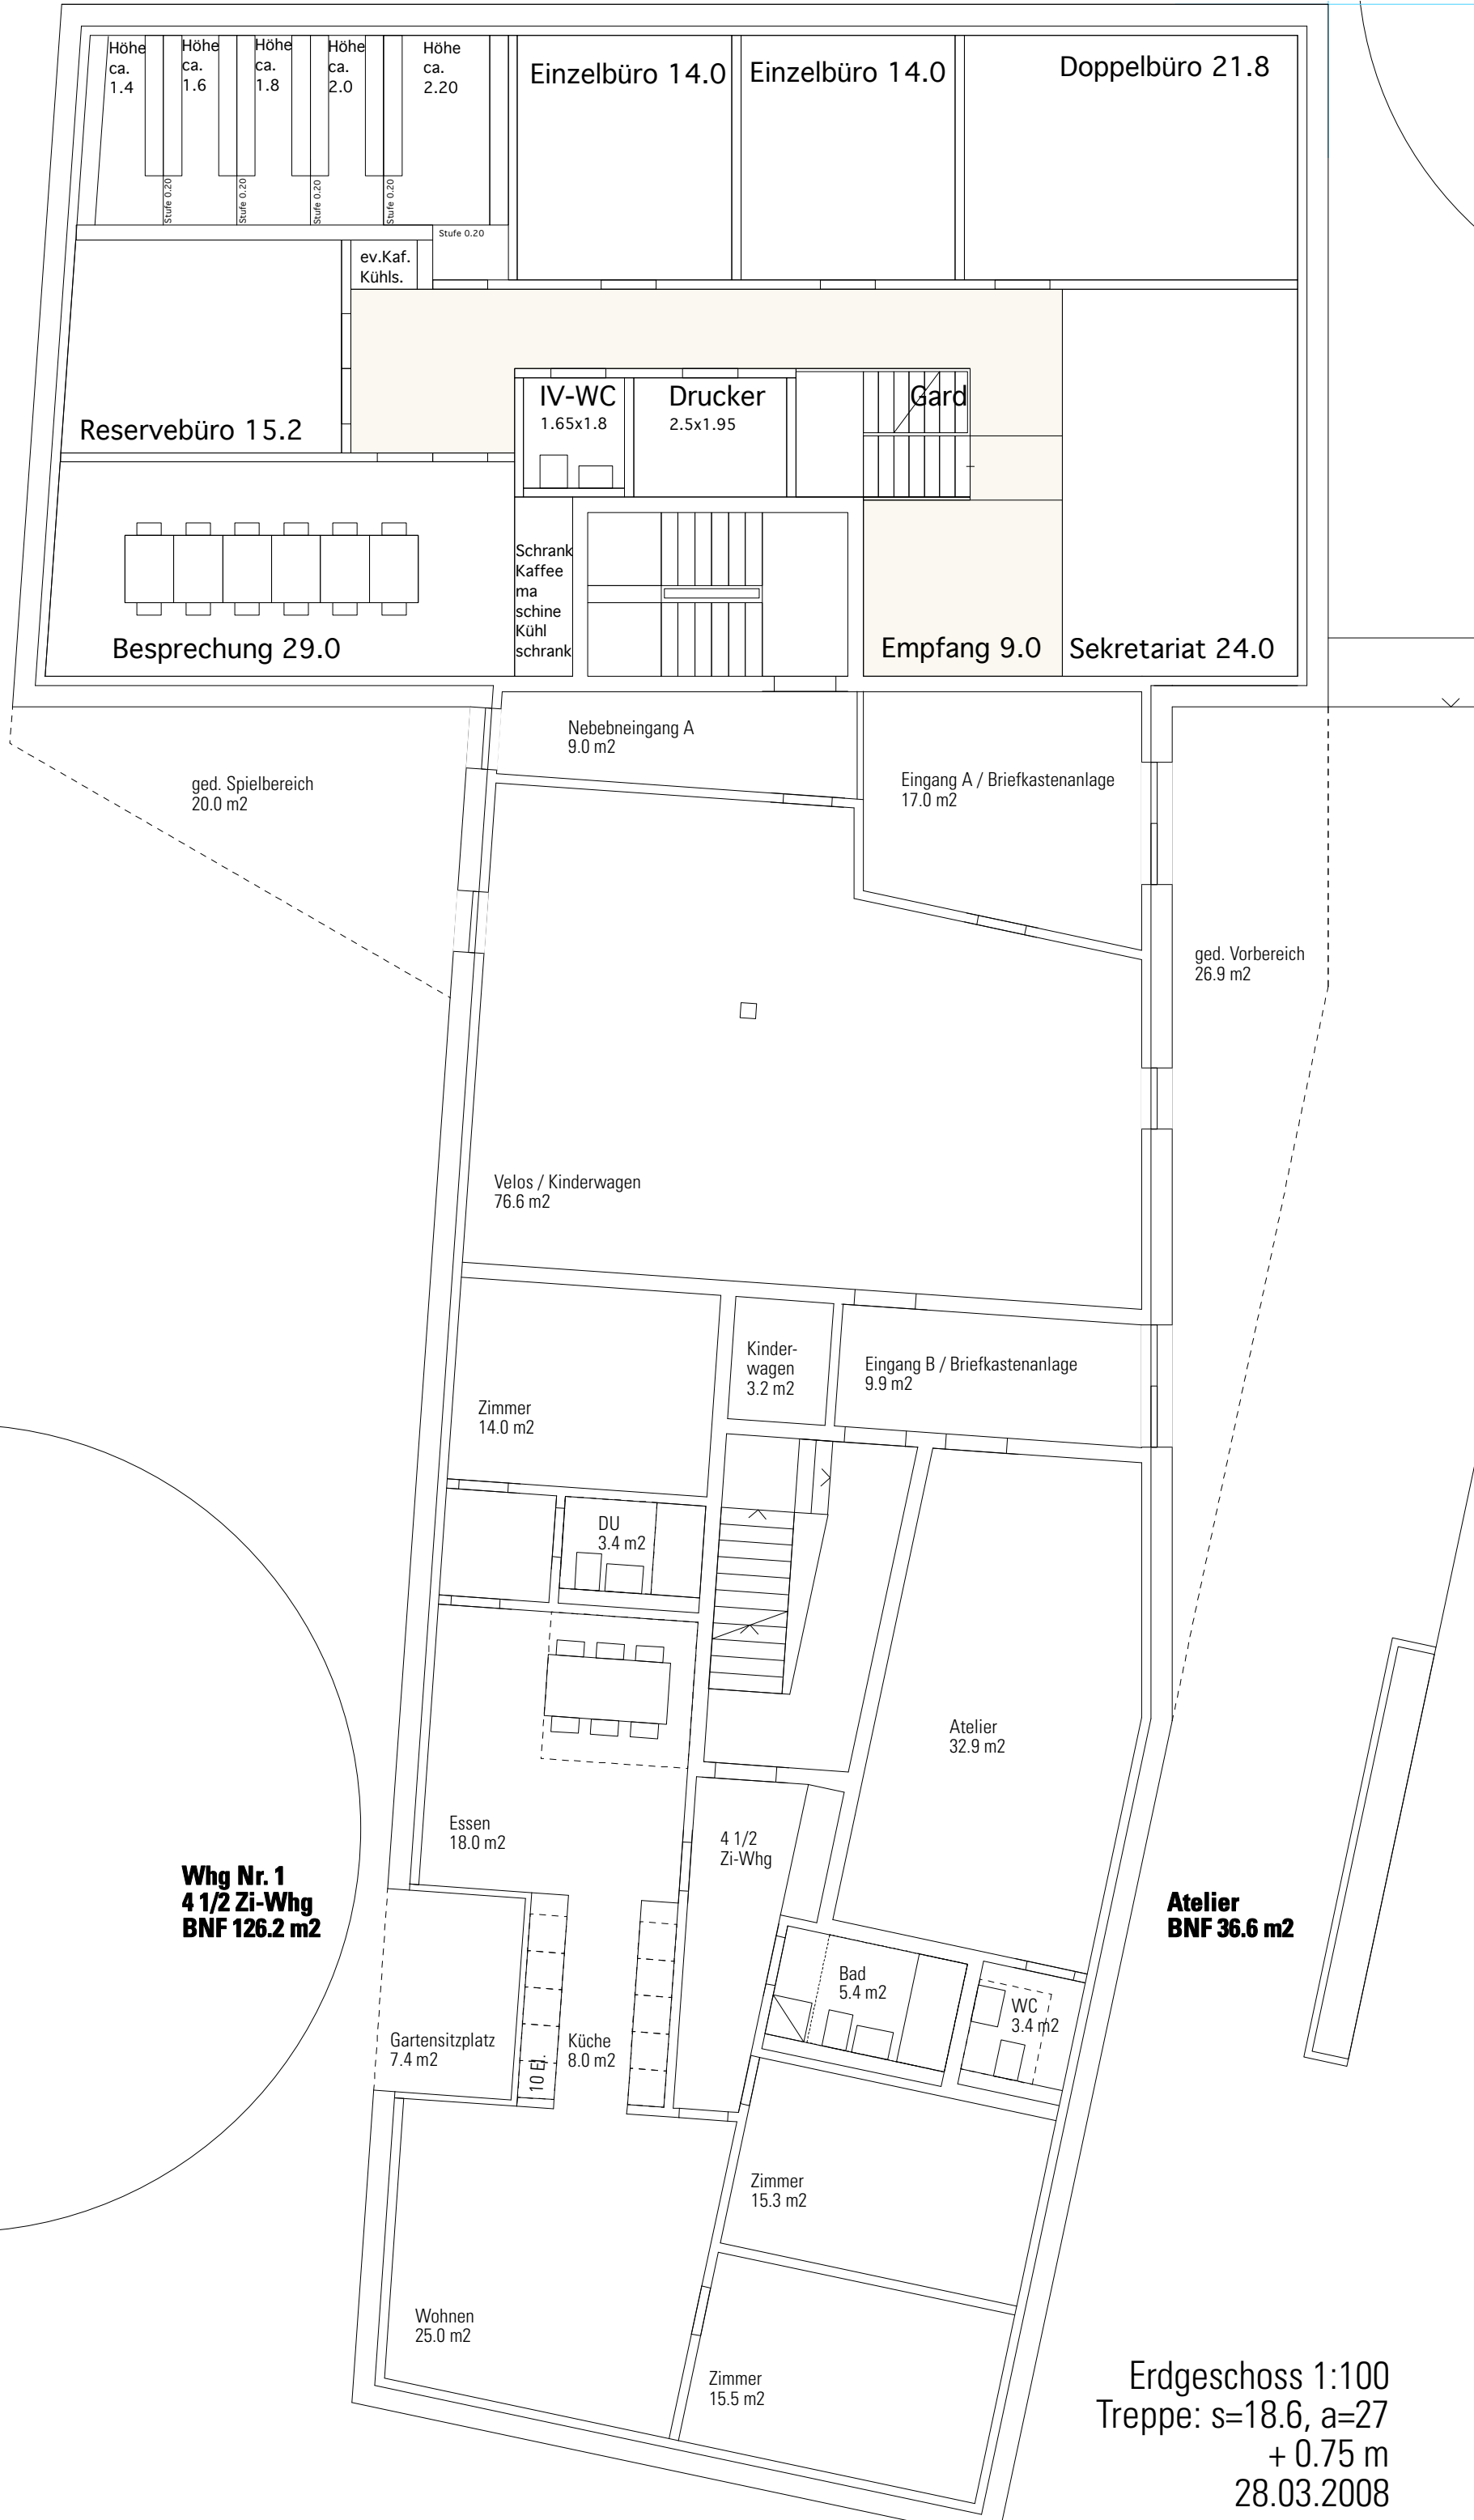 Höhe
ca.
1.4
Höhe
ca.
1.6
Höhe
ca.
1.8
Höhe
ca.
2.0
Höhe
ca.
2.20
Einzelbüro 14.0
Einzelbüro 14.0
Doppelbüro 21.8
Stufe 0.20
Stufe 0.20
Stufe 0.20
Stufe 0.20
Stufe 0.20
ev.Kaf.
Kühls.
Reservebüro 15.2
IV-WC
1.65x1.8
Drucker
2.5x1.95
Gard
Schrank
Kaffee
ma
schine
Kühl
schrank
Besprechung 29.0
Empfang 9.0
Sekretariat 24.0
Nebebneingang A
9.0 m2
Eingang A / Briefkastenanlage
17.0 m2
ged. Spielbereich
20.0 m2
ged. Vorbereich
26.9 m2
Velos / Kinderwagen
76.6 m2
Kinder-
wagen
3.2 m2
Eingang B / Briefkastenanlage
9.9 m2
Zimmer
14.0 m2
DU
3.4 m2
Atelier
32.9 m2
Essen
18.0 m2
4 1/2
Zi-Whg
Whg Nr. 1
4 1/2 Zi-Whg
BNF 126.2 m2
Atelier
BNF 36.6 m2
Bad
5.4 m2
WC
3.4 m2
Gartensitzplatz
7.4 m2
10 El.
Küche
8.0 m2
Zimmer
15.3 m2
Wohnen
25.0 m2
Zimmer
15.5 m2
Erdgeschoss 1:100
Treppe: s=18.6, a=27
+ 0.75 m
28.03.2008